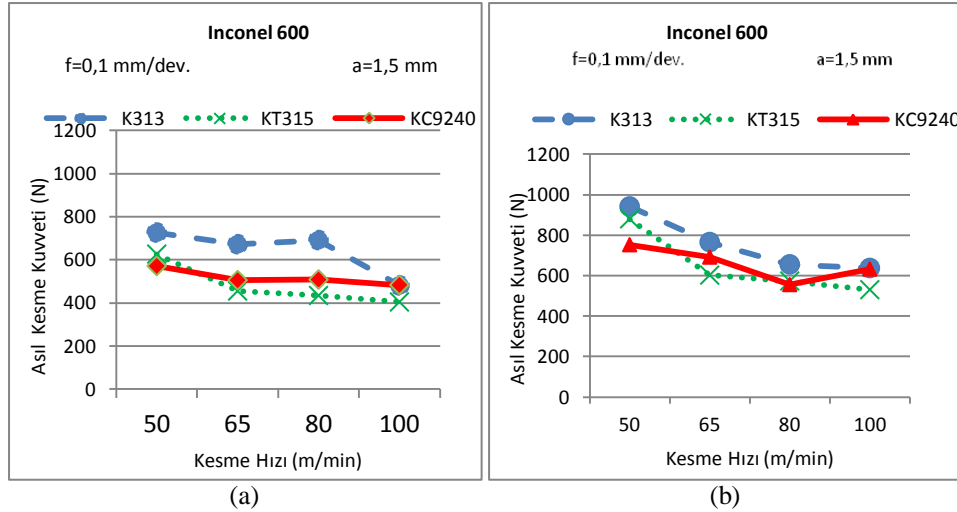 Inconel 600
f=0,1 mm/dev. a=1,5 mm
K313 KT315 KC9240
1200
1000
800
600
400
200
0
Asıl Kesme Kuvveti (N)
50 65 80 100
Kesme Hızı (m/min)
(a)
Inconel 600
f=0,1 mm/dev. a=1,5 mm
K313 KT315 KC9240
1200
1000
800
600
400
200
0
Asıl Kesme Kuvveti (N)
50 65 80 100
Kesme Hızı (m/min)
(b)